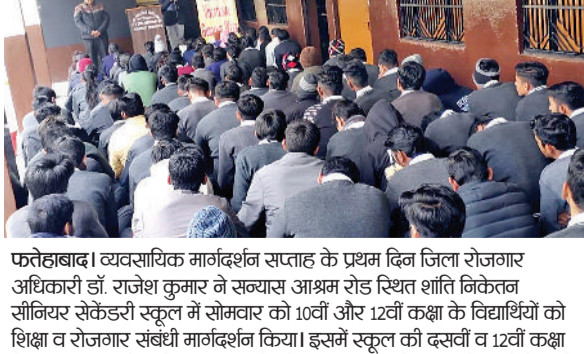 फतेहाबाद। व्यवसायिक मार्गदर्शन सप्ताह के प्रथम दिन जिला रोजगार
अधिकारी डॉ. राजेश कुमार ने सन्यास आश्रम रोड स्थित शांति निकेतन
सीनियर सेकेंडरी स्कूल में सोमवार को 10वीं और 12वीं कक्षा के विद्यार्थियों को
शिक्षा व रोजगार संबंधी मार्गदर्शन किया। इसमें स्कूल की दसवीं व 12वीं कक्षा